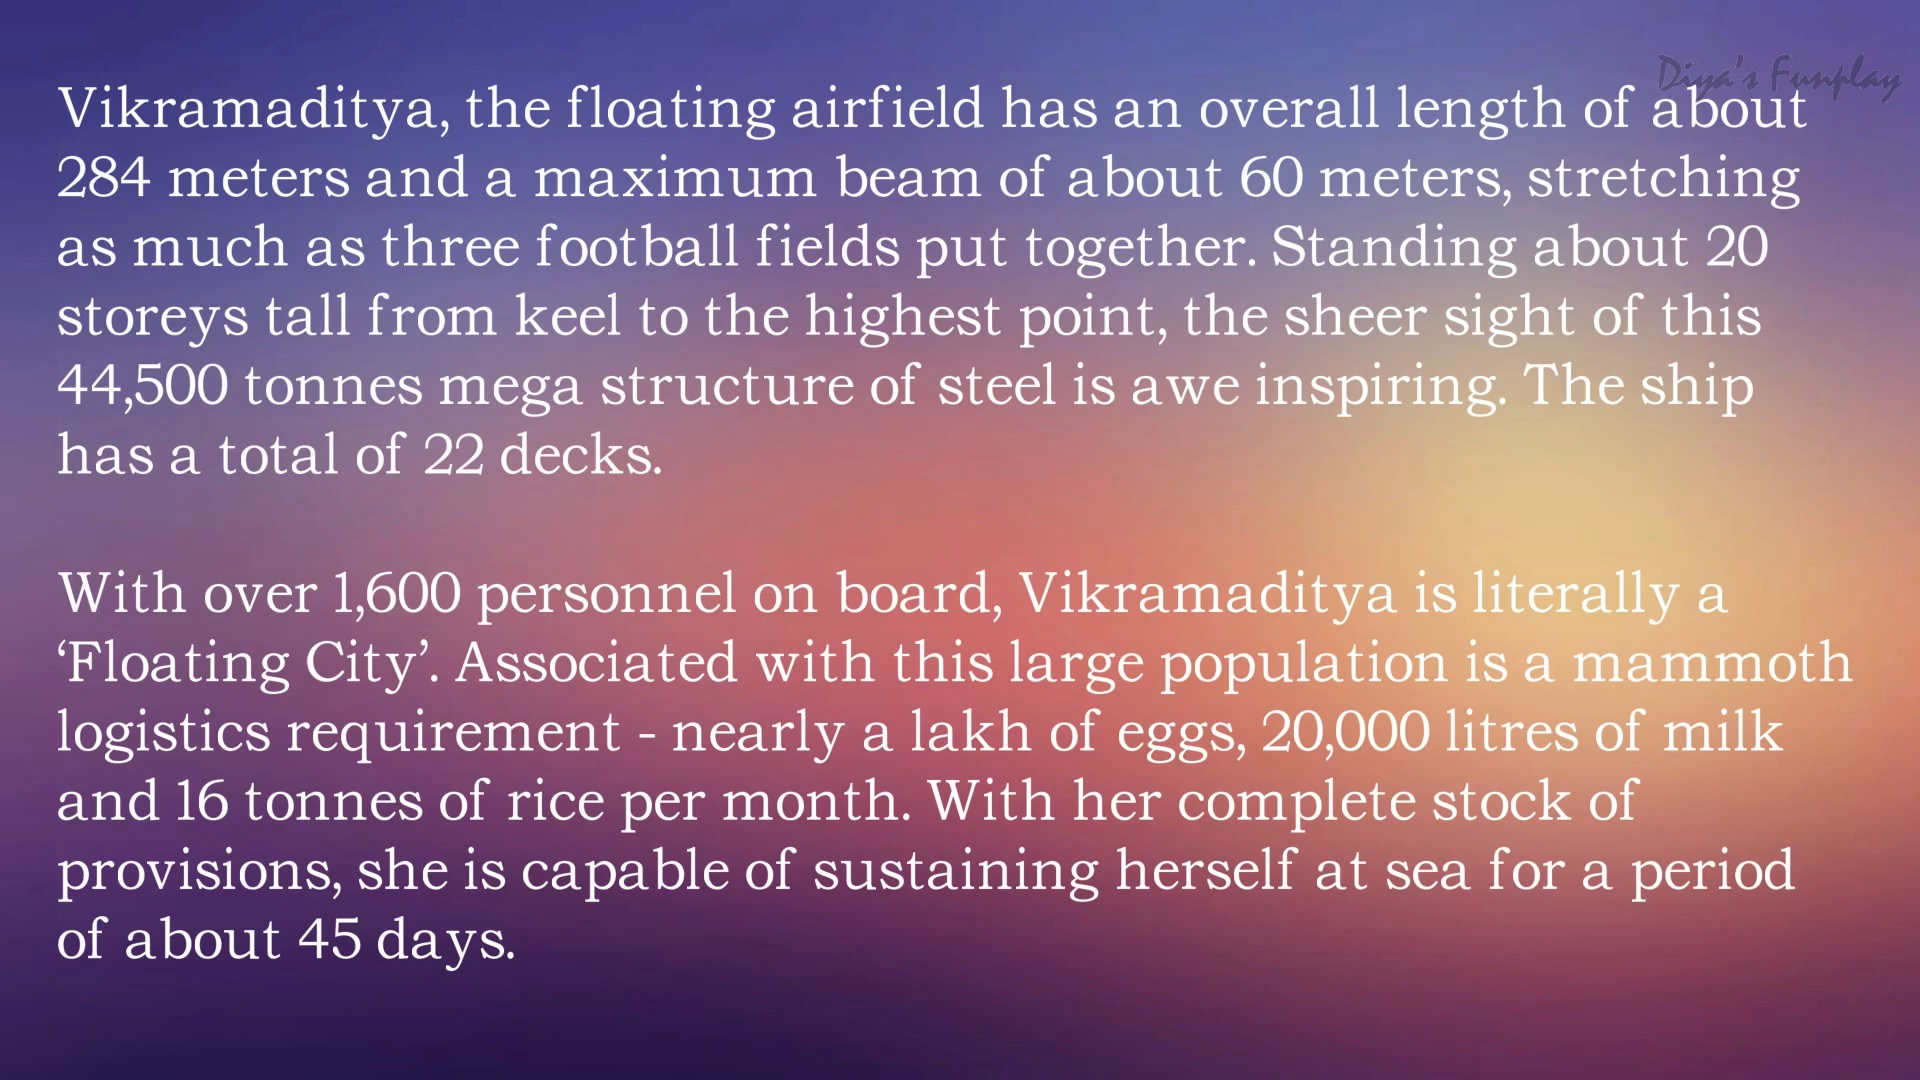 Diya's Funplay
Vikramaditya, the floating airfield has an overall length of about
284 meters and a maximum beam of about 60 meters, stretching
as much as three football fields put together. Standing about 20
storeys tall from keel to the highest point, the sheer sight of this
44,500 tonnes mega structure of steel is awe inspiring. The ship
has a total of 22 decks.
With over 1,600 personnel on board, Vikramaditya is literally a
‘Floating City’. Associated with this large population is a mammoth
logistics requirement - nearly a lakh of eggs, 20,000 litres of milk
and 16 tonnes of rice per month. With her complete stock of
provisions, she is capable of sustaining herself at sea for a period
of about 45 days.